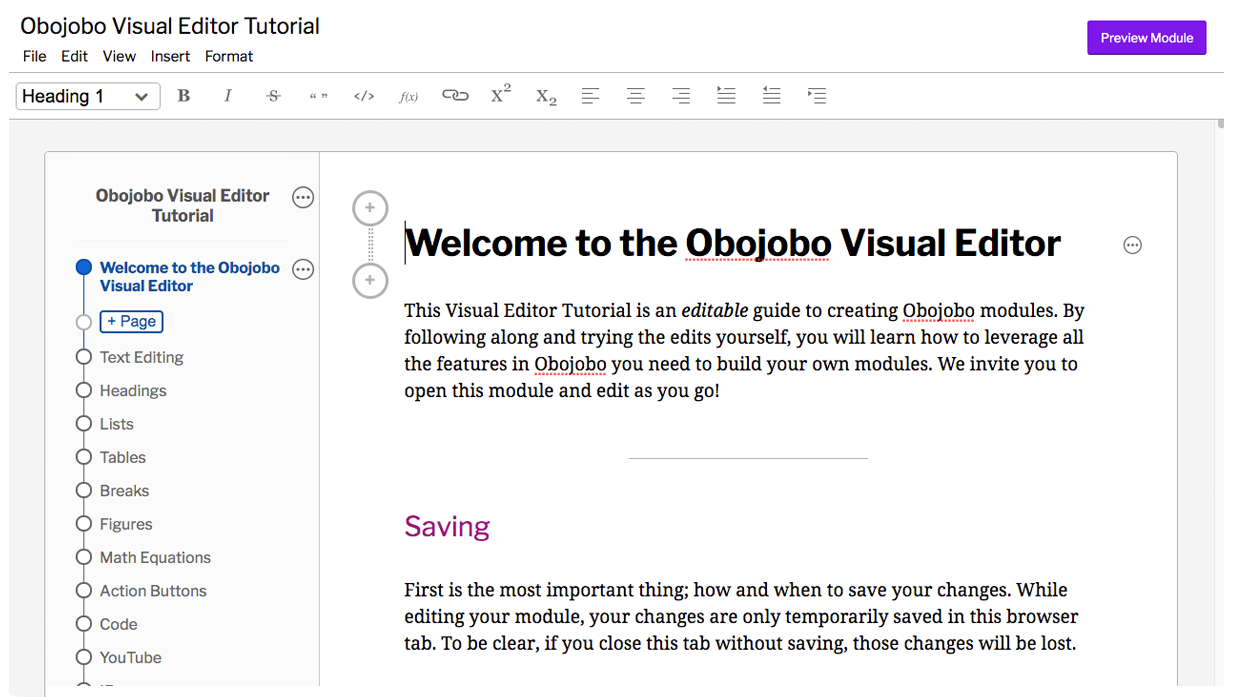 Obojobo Visual Editor Tutorial
Preview Module
File Edit View Insert Format
Heading 1 B I S “ ” </> f(x) X² X₂
Obojobo Visual Editor
Tutorial
Welcome to the Obojobo
Visual Editor
+ Page
Text Editing
Headings
Lists
Tables
Breaks
Figures
Math Equations
Action Buttons
Code
YouTube
Welcome to the Obojobo Visual Editor
This Visual Editor Tutorial is an editable guide to creating Obojobo modules. By
following along and trying the edits yourself, you will learn how to leverage all
the features in Obojobo you need to build your own modules. We invite you to
open this module and edit as you go!
Saving
First is the most important thing; how and when to save your changes. While
editing your module, your changes are only temporarily saved in this browser
tab. To be clear, if you close this tab without saving, those changes will be lost.